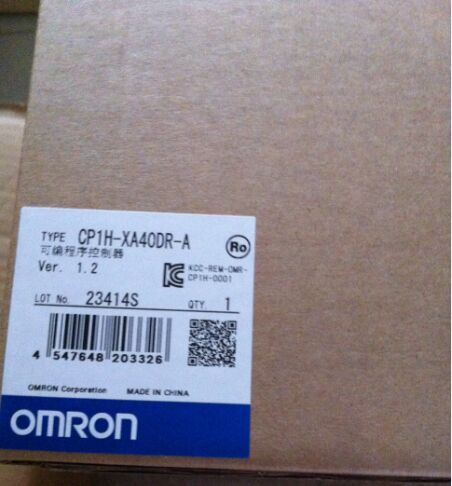 TYPE CP1H-XA40DR-A
可编程序控制器
Ro
Ver. 1.2
KCC-REM-OMR-
CP1H-0001
LOT No. 23414S QTY. 1
4 547648 203326
OMRON Corporation MADE IN CHINA
OMRON